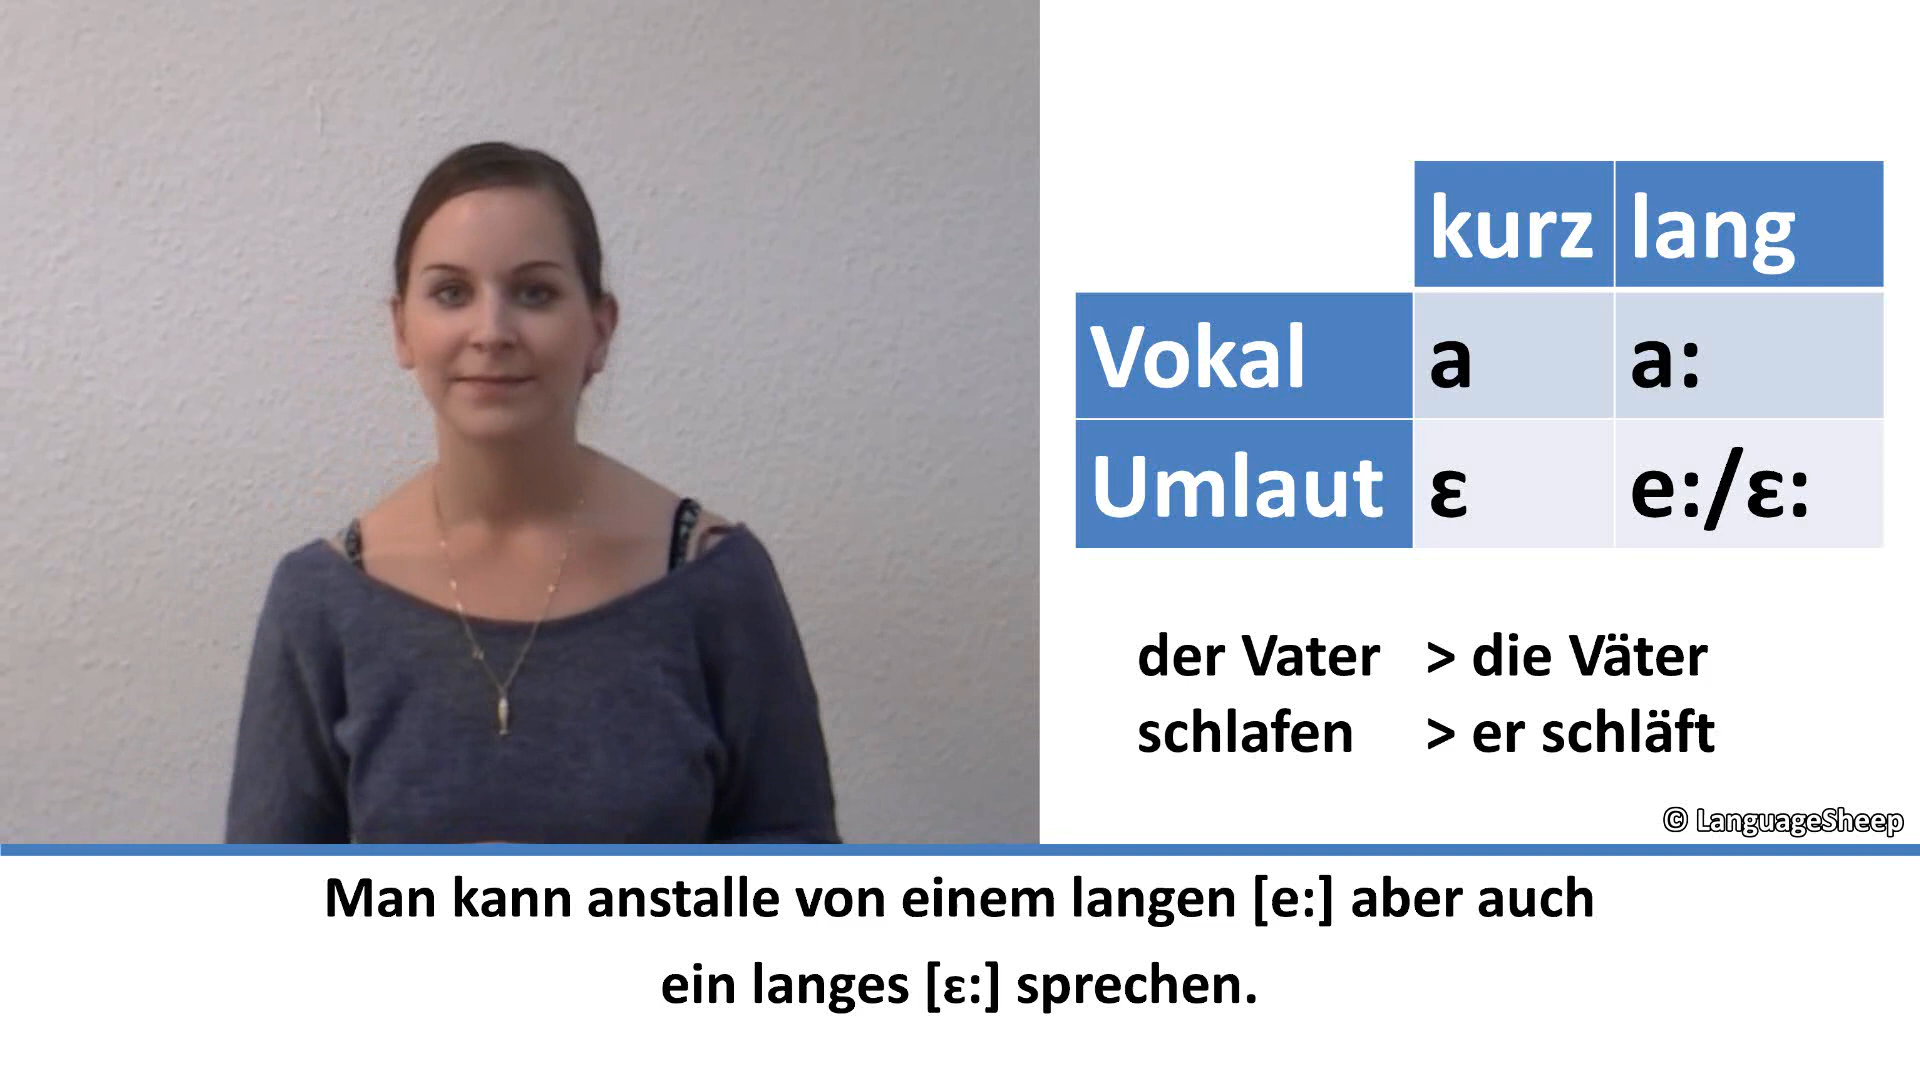 kurz lang
Vokal a a:
Umlaut ε e:/ε:
der Vater > die Väter
schlafen > er schläft
© LanguageSheep
Man kann anstalle von einem langen [e:] aber auch
ein langes [ε:] sprechen.